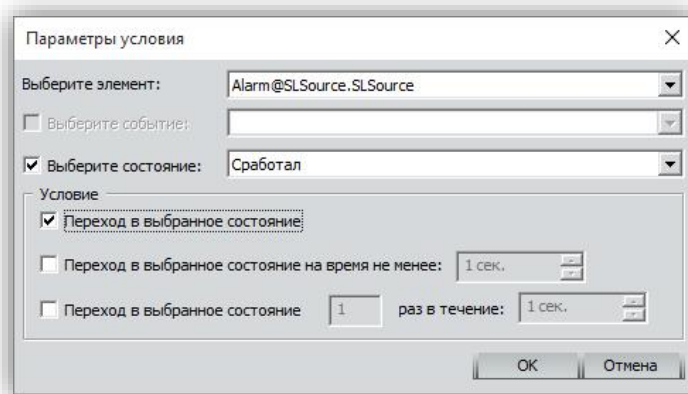 Параметры условия
Выберите элемент: Alarm@SLSource.SLSource
Выберите событие:
Выберите состояние: Сработал
Условие
Переход в выбранное состояние
Переход в выбранное состояние на время не менее: 1 сек.
Переход в выбранное состояние 1 раз в течение: 1 сек.
OK Отмена